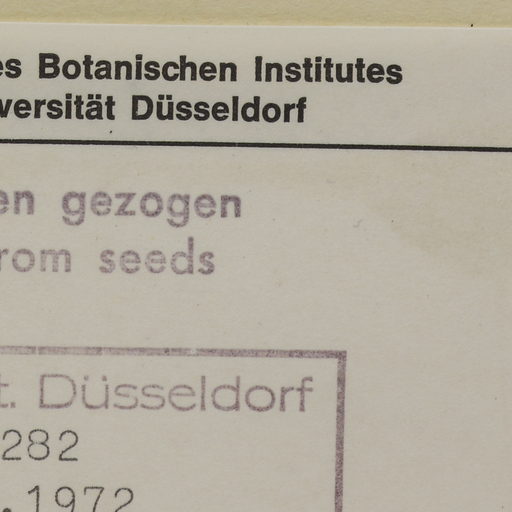 es Botanischen Institutes
versität Düsseldorf
en gezogen
rom seeds
t. Düsseldorf
282
.1972